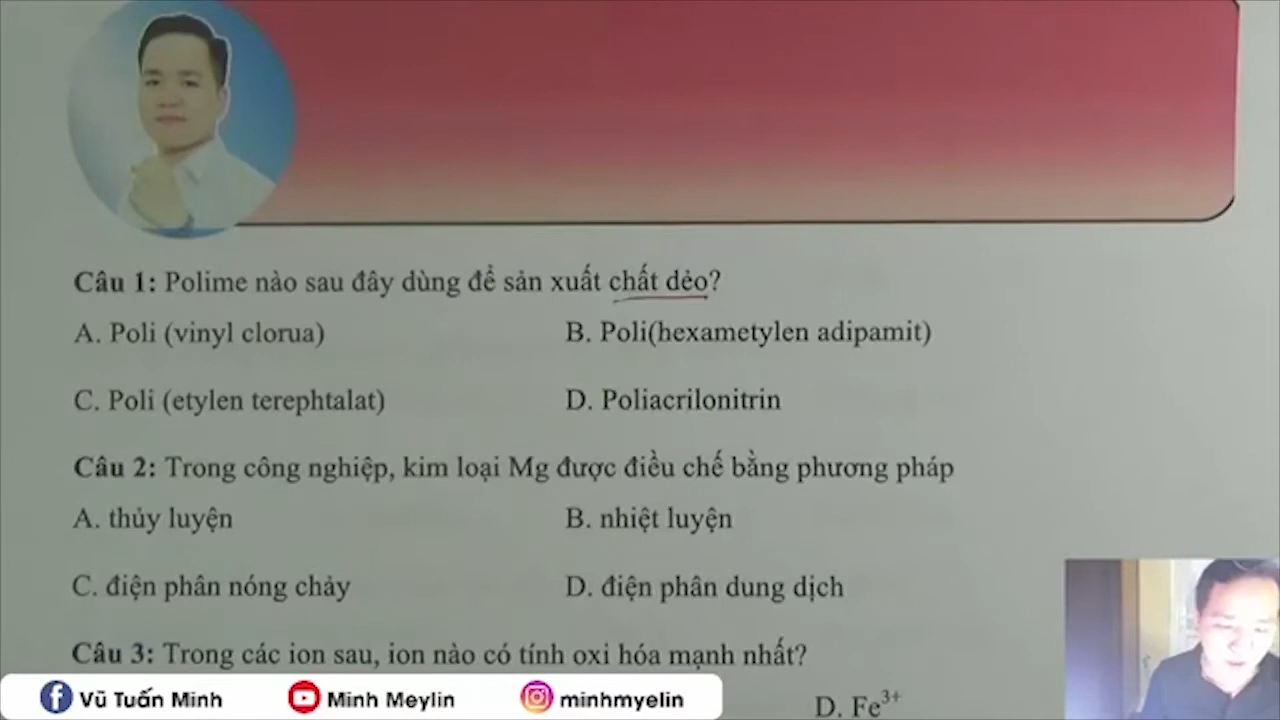 Câu 1: Polime nào sau đây dùng để sản xuất chất dẻo?
A. Poli (vinyl clorua) B. Poli(hexametylen adipamit)
C. Poli (etylen terephtalat) D. Poliacrilonitrin
Câu 2: Trong công nghiệp, kim loại Mg được điều chế bằng phương pháp
A. thủy luyện B. nhiệt luyện
C. điện phân nóng chảy D. điện phân dung dịch
Câu 3: Trong các ion sau, ion nào có tính oxi hóa mạnh nhất?
D. Fe³⁺
Vũ Tuấn Minh Minh Meylin minhmyelin